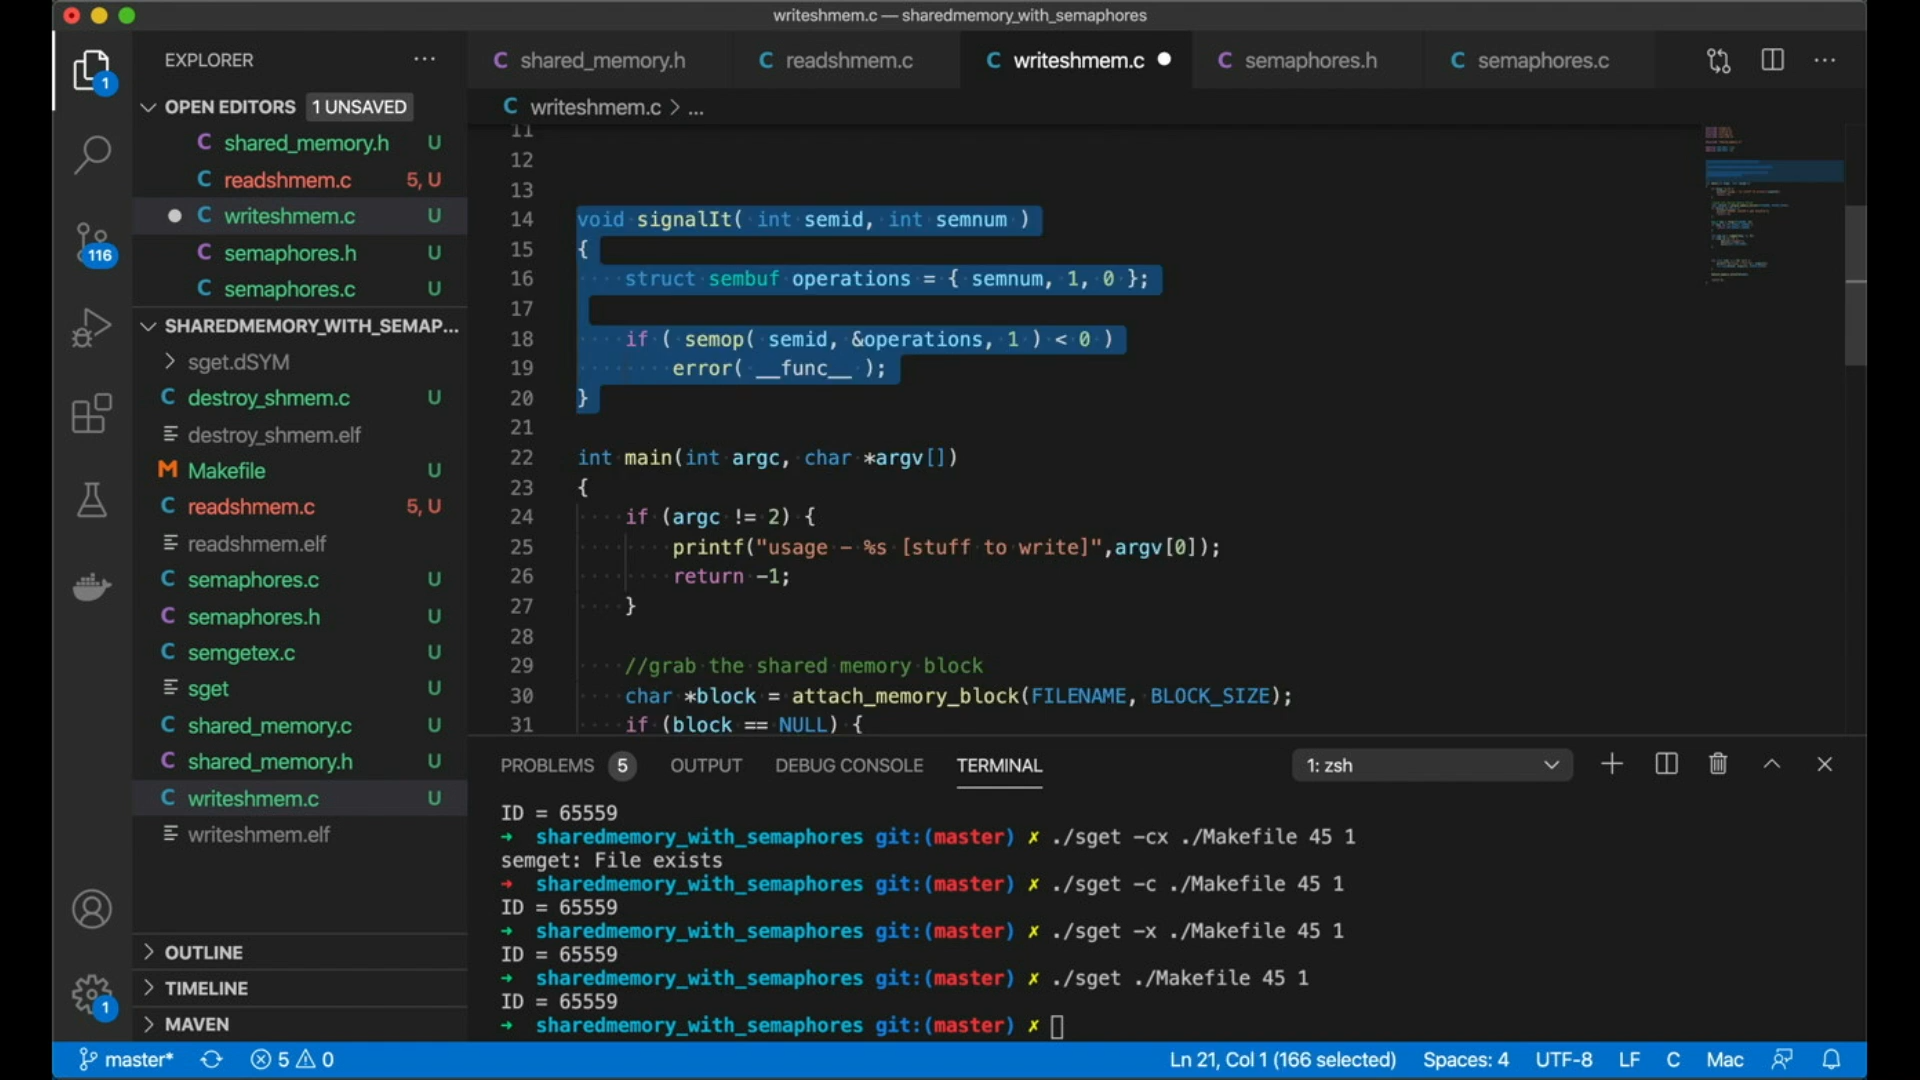 writeshmem.c — sharedmemory_with_semaphores
EXPLORER
OPEN EDITORS 1 UNSAVED
shared_memory.h U
readshmem.c 5, U
writeshmem.c U
semaphores.h U
semaphores.c U
SHAREDMEMORY_WITH_SEMAP...
sget.dSYM
destroy_shmem.c U
destroy_shmem.elf
Makefile U
readshmem.c 5, U
readshmem.elf
semaphores.c U
semaphores.h U
semgetex.c U
sget U
shared_memory.c U
shared_memory.h U
writeshmem.c U
writeshmem.elf
OUTLINE
TIMELINE
MAVEN
1
116
1
shared_memory.h readshmem.c writeshmem.c semaphores.h semaphores.c
writeshmem.c > ...
11
12
13
14 void signalIt( int semid, int semnum )
15 {
16 struct sembuf operations = { semnum, 1, 0 };
17
18 if ( semop( semid, &operations, 1 ) < 0 )
19 error( __func__ );
20 }
21
22 int main(int argc, char *argv[])
23 {
24 if (argc != 2) {
25 printf("usage - %s [stuff to write]",argv[0]);
26 return -1;
27 }
28
29 //grab the shared memory block
30 char *block = attach_memory_block(FILENAME, BLOCK_SIZE);
31 if (block == NULL) {
PROBLEMS 5 OUTPUT DEBUG CONSOLE TERMINAL 1: zsh
ID = 65559
➜ sharedmemory_with_semaphores git:(master) ✗ ./sget -cx ./Makefile 45 1
semget: File exists
➜ sharedmemory_with_semaphores git:(master) ✗ ./sget -c ./Makefile 45 1
ID = 65559
➜ sharedmemory_with_semaphores git:(master) ✗ ./sget -x ./Makefile 45 1
ID = 65559
➜ sharedmemory_with_semaphores git:(master) ✗ ./sget ./Makefile 45 1
ID = 65559
➜ sharedmemory_with_semaphores git:(master) ✗
master* 5 0 Ln 21, Col 1 (166 selected) Spaces: 4 UTF-8 LF C Mac